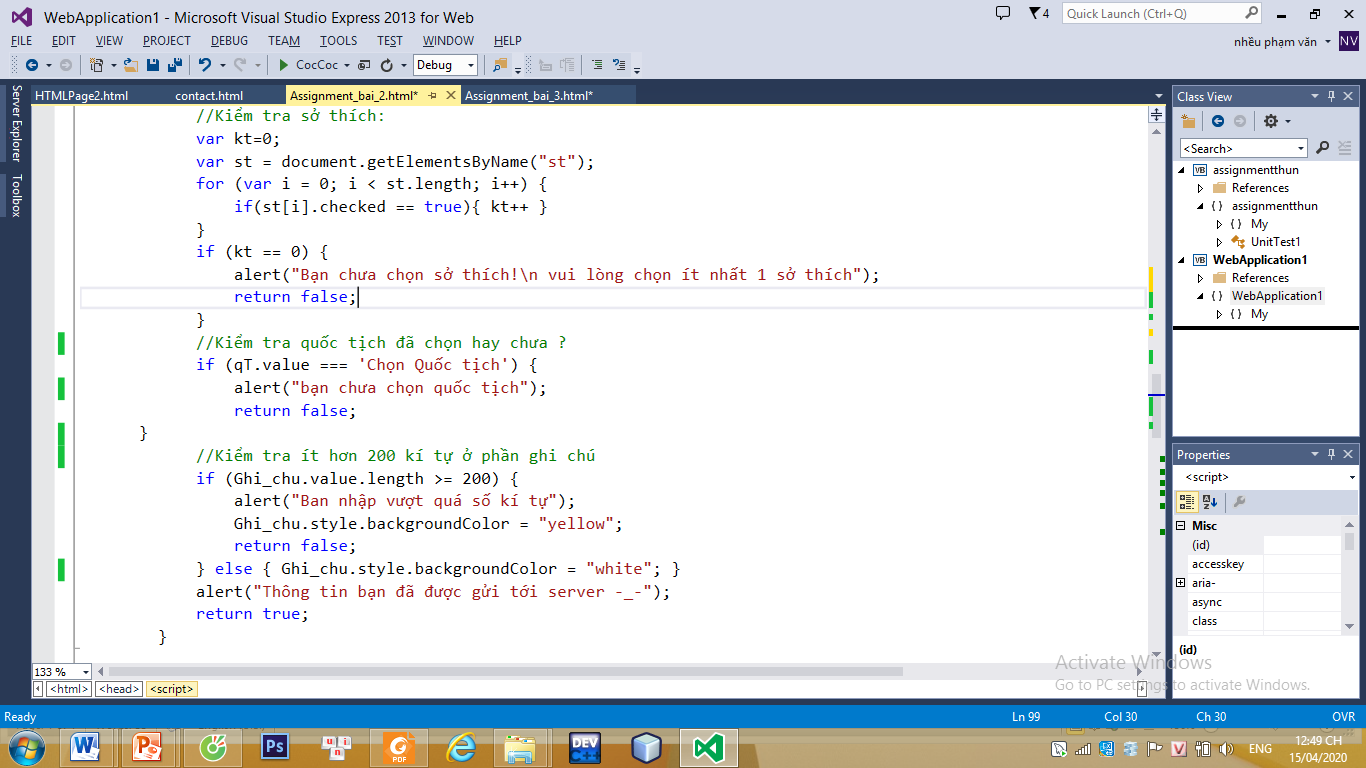 WebApplication1 - Microsoft Visual Studio Express 2013 for Web
4
Quick Launch (Ctrl+Q)
FILE EDIT VIEW PROJECT DEBUG TEAM TOOLS TEST WINDOW HELP
nhều phạm văn NV
CocCoc Debug
Server Explorer
Toolbox
HTMLPage2.html contact.html Assignment_bai_2.html* Assignment_bai_3.html*
//Kiểm tra sở thích:
var kt=0;
var st = document.getElementsByName("st");
for (var i = 0; i < st.length; i++) {
if(st[i].checked == true){ kt++ }
}
if (kt == 0) {
alert("Bạn chưa chọn sở thích!\n vui lòng chọn ít nhất 1 sở thích");
return false;
}
//Kiểm tra quốc tịch đã chọn hay chưa ?
if (qT.value === 'Chọn Quốc tịch') {
alert("bạn chưa chọn quốc tịch");
return false;
}
//Kiểm tra ít hơn 200 kí tự ở phần ghi chú
if (Ghi_chu.value.length >= 200) {
alert("Ban nhập vượt quá số kí tự");
Ghi_chu.style.backgroundColor = "yellow";
return false;
} else { Ghi_chu.style.backgroundColor = "white"; }
alert("Thông tin bạn đã được gửi tới server -_-");
return true;
}
133 %
<html> <head> <script>
Class View
<Search>
VB assignmentthun
References
{ } assignmentthun
{ } My
UnitTest1
VB WebApplication1
References
{ } WebApplication1
{ } My
Properties
<script>
Misc
(id)
accesskey
aria-
async
class
(id)
Activate Windows
Go to PC settings to activate Windows.
Ready Ln 99 Col 30 Ch 30 OVR
W P Ps u n i G PDF e DEV C++ V ENG
12:49 CH
15/04/2020